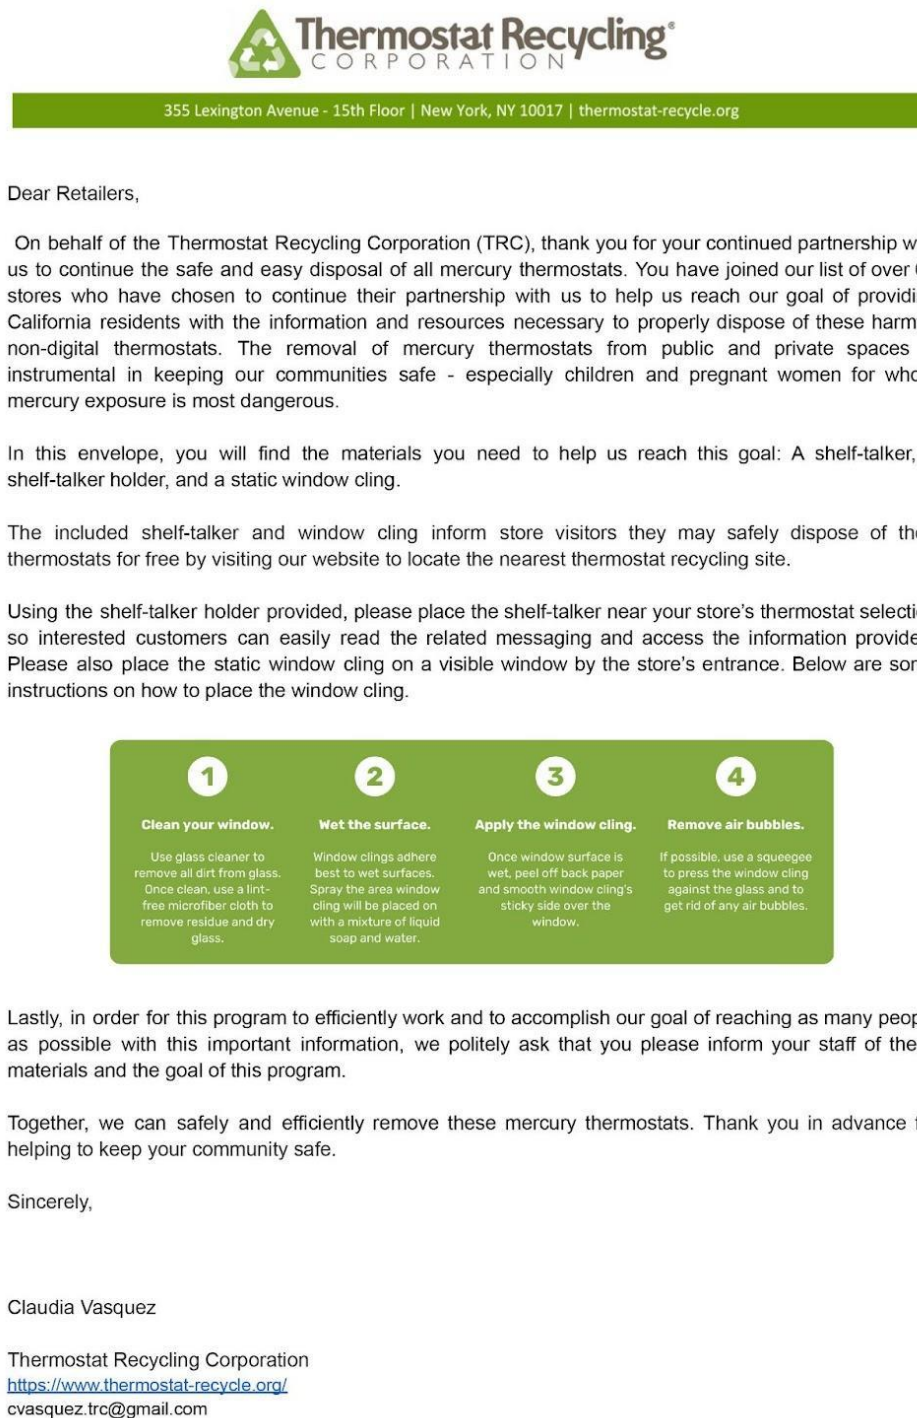 Thermostat Recycling®
CORPORATION
355 Lexington Avenue - 15th Floor | New York, NY 10017 | thermostat-recycle.org
Dear Retailers,
On behalf of the Thermostat Recycling Corporation (TRC), thank you for your continued partnership
us to continue the safe and easy disposal of all mercury thermostats. You have joined our list of over
stores who have chosen to continue their partnership with us to help us reach our goal of
California residents with the information and resources necessary to properly dispose of these
non-digital thermostats. The removal of mercury thermostats from public and private spaces
instrumental in keeping our communities safe - especially children and pregnant women for
mercury exposure is most dangerous.
In this envelope, you will find the materials you need to help us reach this goal: A shelf-talker,
shelf-talker holder, and a static window cling.
The included shelf-talker and window cling inform store visitors they may safely dispose of
thermostats for free by visiting our website to locate the nearest thermostat recycling site.
Using the shelf-talker holder provided, please place the shelf-talker near your store's thermostat
so interested customers can easily read the related messaging and access the information
Please also place the static window cling on a visible window by the store's entrance. Below are
instructions on how to place the window cling.
1
Clean your window.
Use glass cleaner to
remove all dirt from glass.
Once clean, use a lint-
free microfiber cloth to
remove residue and dry
glass.
2
Wet the surface.
Window clings adhere
best to wet surfaces.
Spray the area window
cling will be placed on
with a mixture of liquid
soap and water.
3
Apply the window cling.
Once window surface is
wet, peel off back paper
and smooth window cling's
sticky side over the
window.
4
Remove air bubbles.
If possible, use a squeegee
to press the window cling
against the glass and to
get rid of any air bubbles.
Lastly, in order for this program to efficiently work and to accomplish our goal of reaching as many
as possible with this important information, we politely ask that you please inform your staff of
materials and the goal of this program.
Together, we can safely and efficiently remove these mercury thermostats. Thank you in advance
helping to keep your community safe.
Sincerely,
Claudia Vasquez
Thermostat Recycling Corporation
https://www.thermostat-recycle.org/
cvasquez.trc@gmail.com